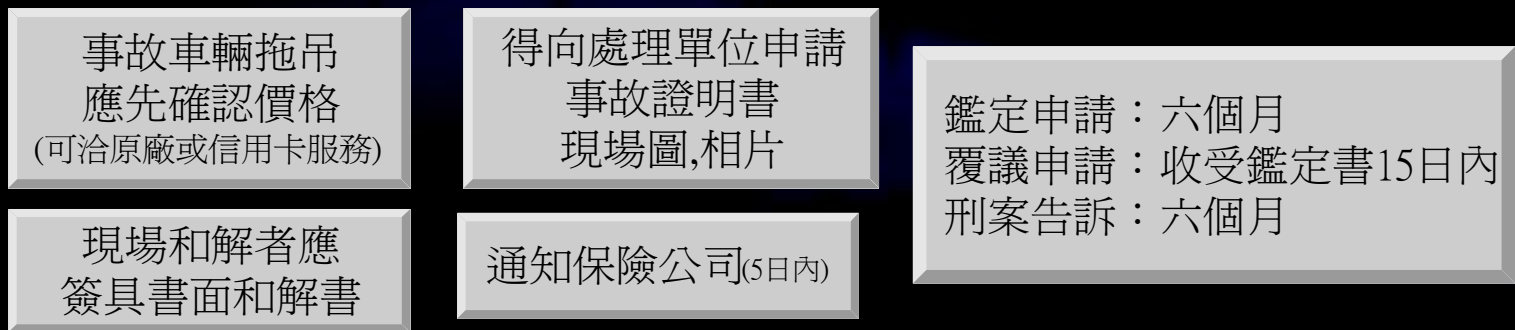 事故車輛拖吊
應先確認價格
(可洽原廠或信用卡服務)
得向處理單位申請
事故證明書
現場圖,相片
鑑定申請：六個月
覆議申請：收受鑑定書15日內
刑案告訴：六個月
現場和解者應
簽具書面和解書
通知保險公司(5日內)